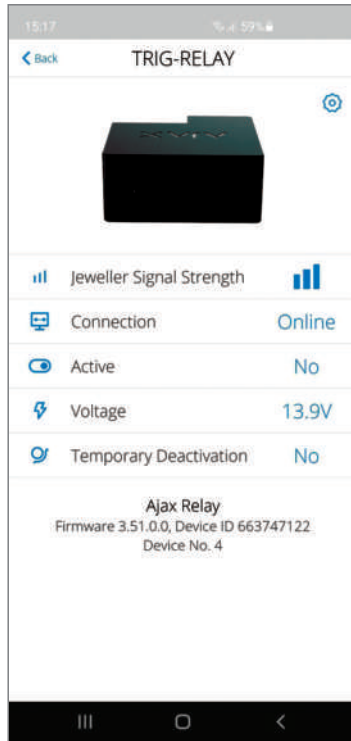 15:17 59%
Back TRIG-RELAY
AJAX
Jeweller Signal Strength
Connection Online
Active No
Voltage 13.9V
Temporary Deactivation No
Ajax Relay
Firmware 3.51.0.0, Device ID 663747122
Device No. 4